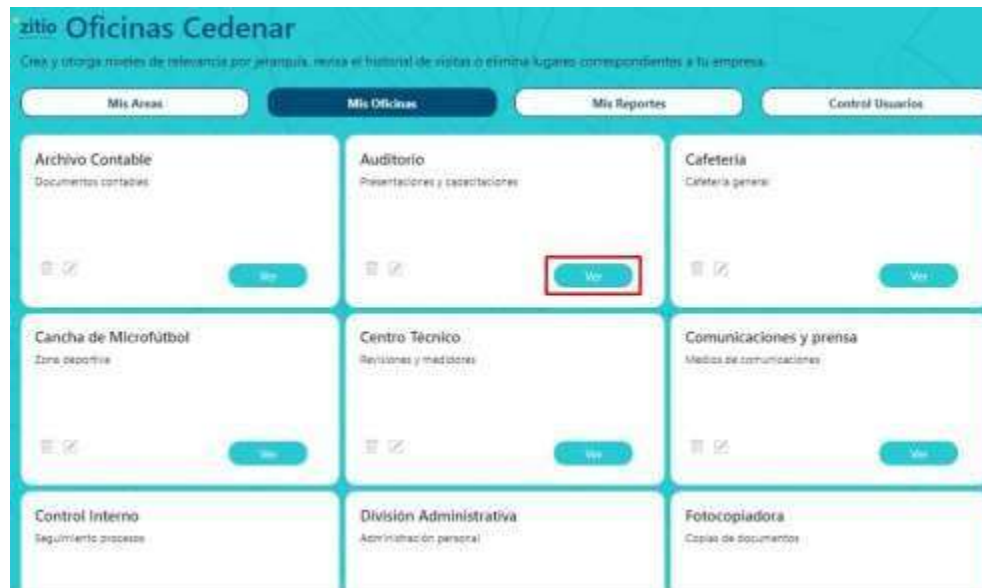 zitio Oficinas Cedenar
Crea y otorga niveles de relevancia por jerarquía, revisa el historial de visitas o elimina lugares correspondientes a tu empresa.
Mis Areas
Mis Oficinas
Mis Reportes
Control Usuarios
Archivo Contable
Documentos contables
Ver
Auditorio
Presentaciones y capacitaciones
Ver
Cafeteria
Cafetería general
Ver
Cancha de Microfútbol
Zona deportiva
Ver
Centro Técnico
Revisiones y medidores
Ver
Comunicaciones y prensa
Medios de comunicaciones
Ver
Control Interno
Seguimiento procesos
División Administrativa
Administración personal
Fotocopiadora
Copias de documentos